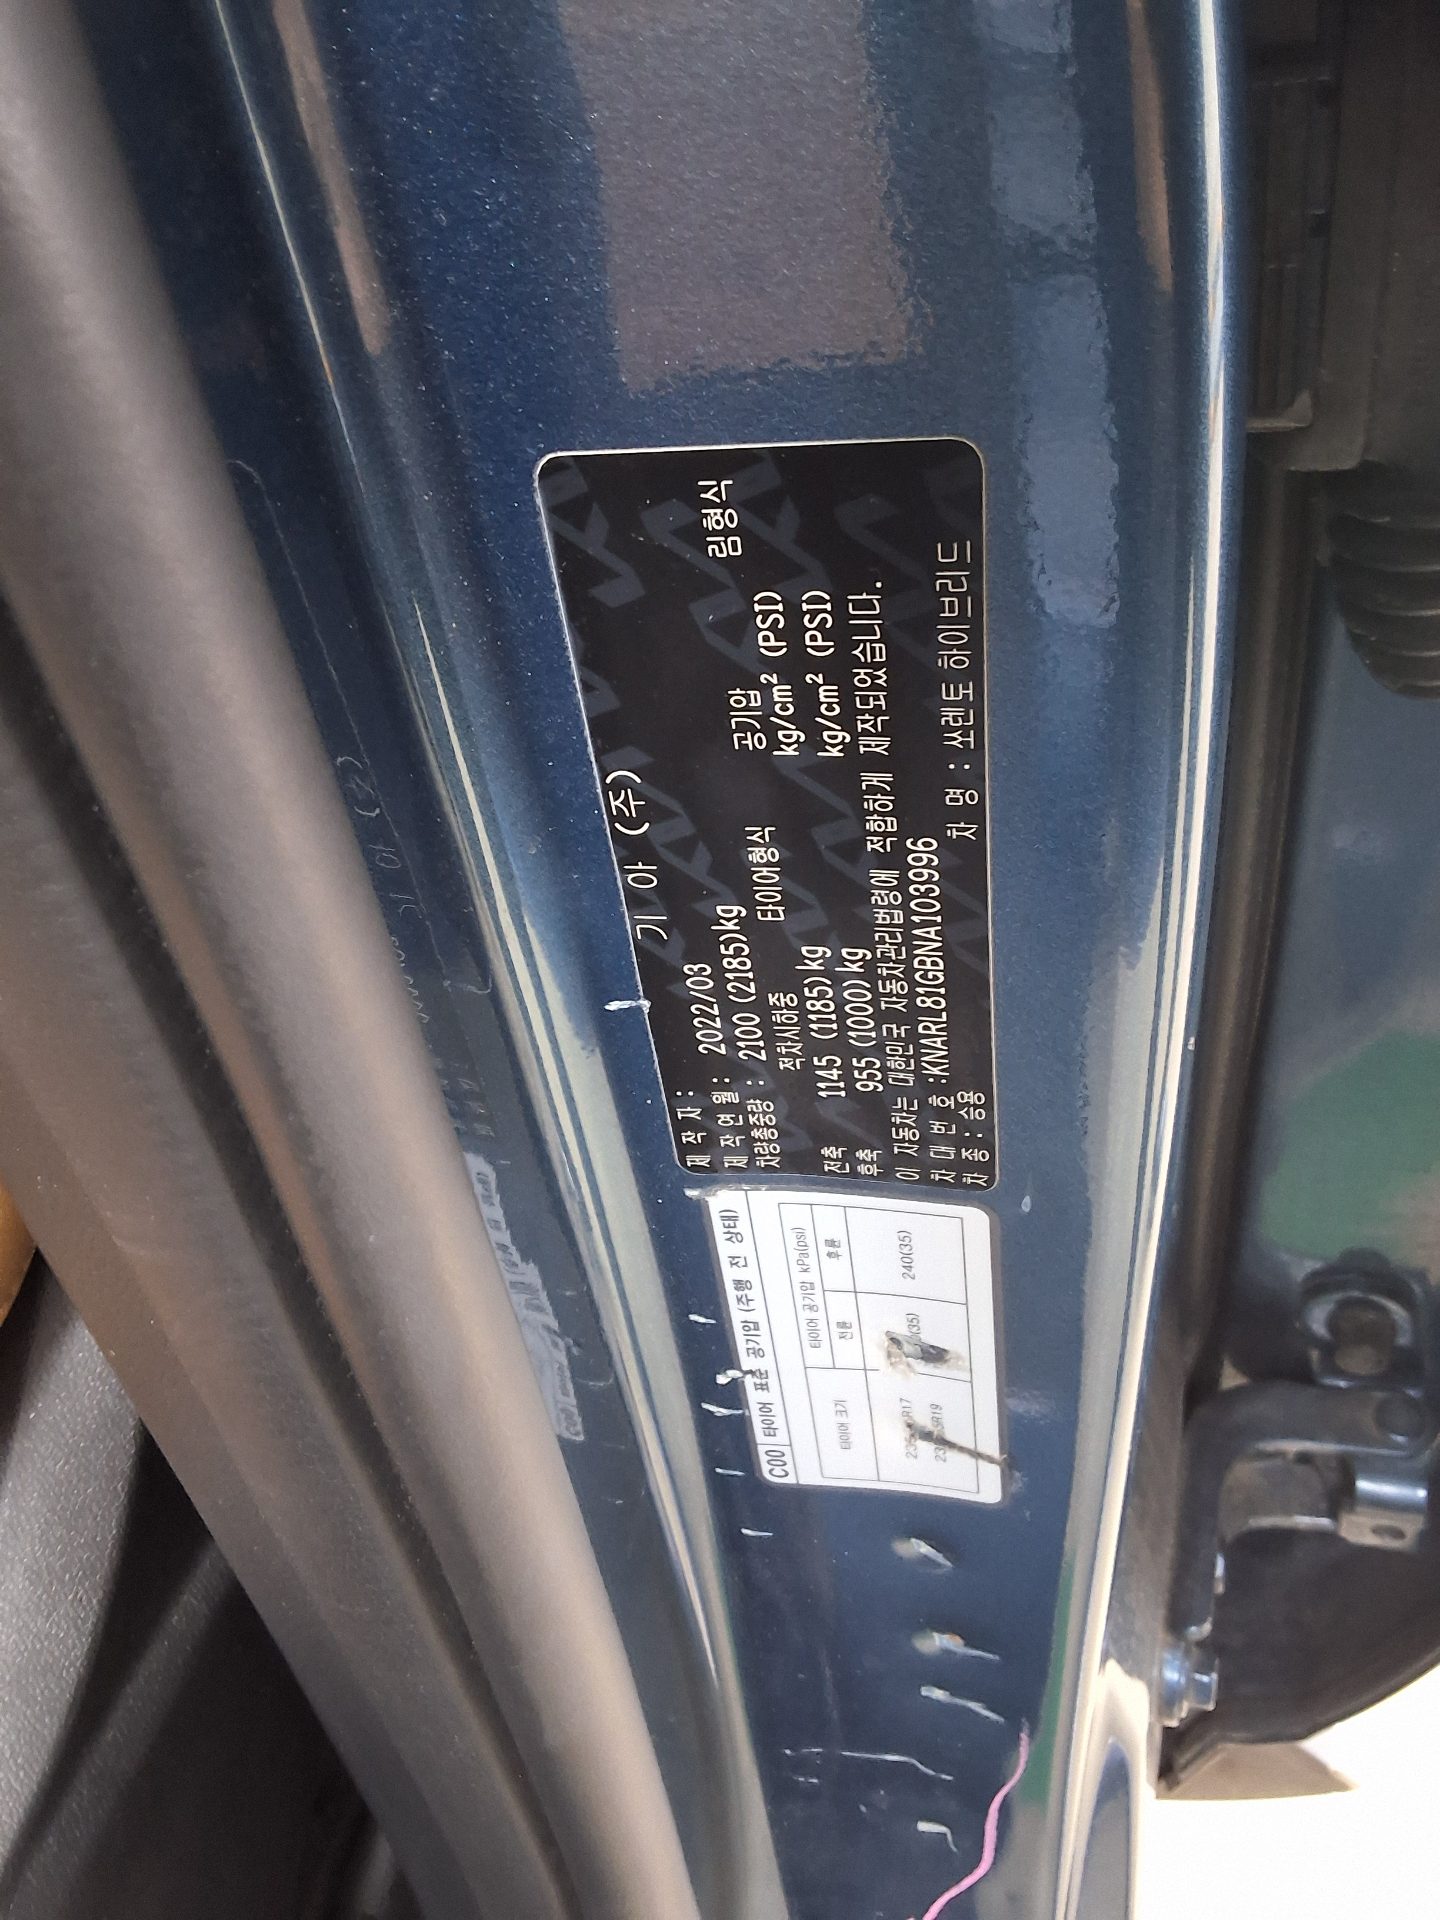 기 아 (주)
제 작 자 :
제 작 연 월 : 2022/03
차량총중량 : 2100 (2185)kg
적차시하중 타이어형식 공기압 림형식
전축 1145 (1185)kg kg/cm² (PSI)
후축 955 (1000)kg kg/cm² (PSI)
이 자동차는 대한민국 자동차관리법령에 적합하게 제작되었습니다.
차 대 번 호 :KNARL81GBNA103996
차 종 : 승용 차 명 : 쏘렌토 하이브리드
C00 타이어 표준 공기압 (주행 전 상태)
타이어 크기 타이어 공기압 kPa(psi)
전륜 후륜
R17
R19
(35) 240(35)